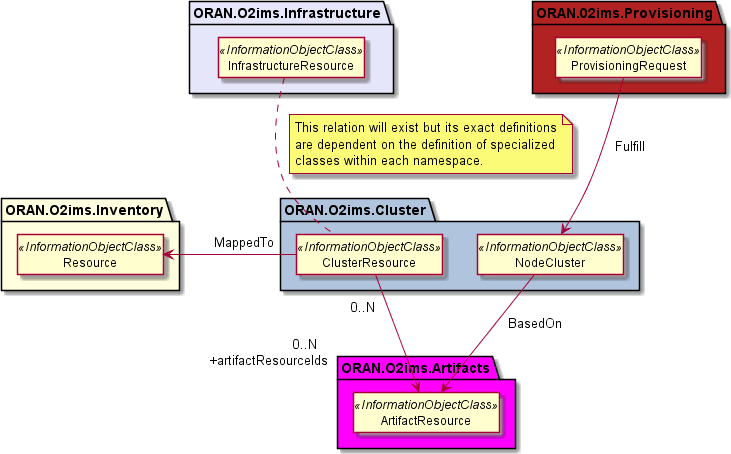 ORAN.O2ims.Infrastructure
«InformationObjectClass»
InfrastructureResource
ORAN.02ims.Provisioning
«InformationObjectClass»
ProvisioningRequest
This relation will exist but its exact definitions
are dependent on the definition of specialized
classes within each namespace.
Fulfill
ORAN.O2ims.Inventory
«InformationObjectClass»
Resource
MappedTo
ORAN.O2ims.Cluster
«InformationObjectClass»
ClusterResource
«InformationObjectClass»
NodeCluster
0..N
BasedOn
0..N
+artifactResourceIds
ORAN.O2ims.Artifacts
«InformationObjectClass»
ArtifactResource